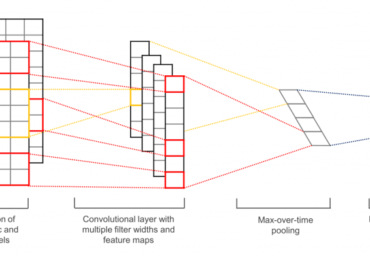 on of
c and
els
Convolutional layer with
multiple filter widths and
feature maps
Max-over-time
pooling